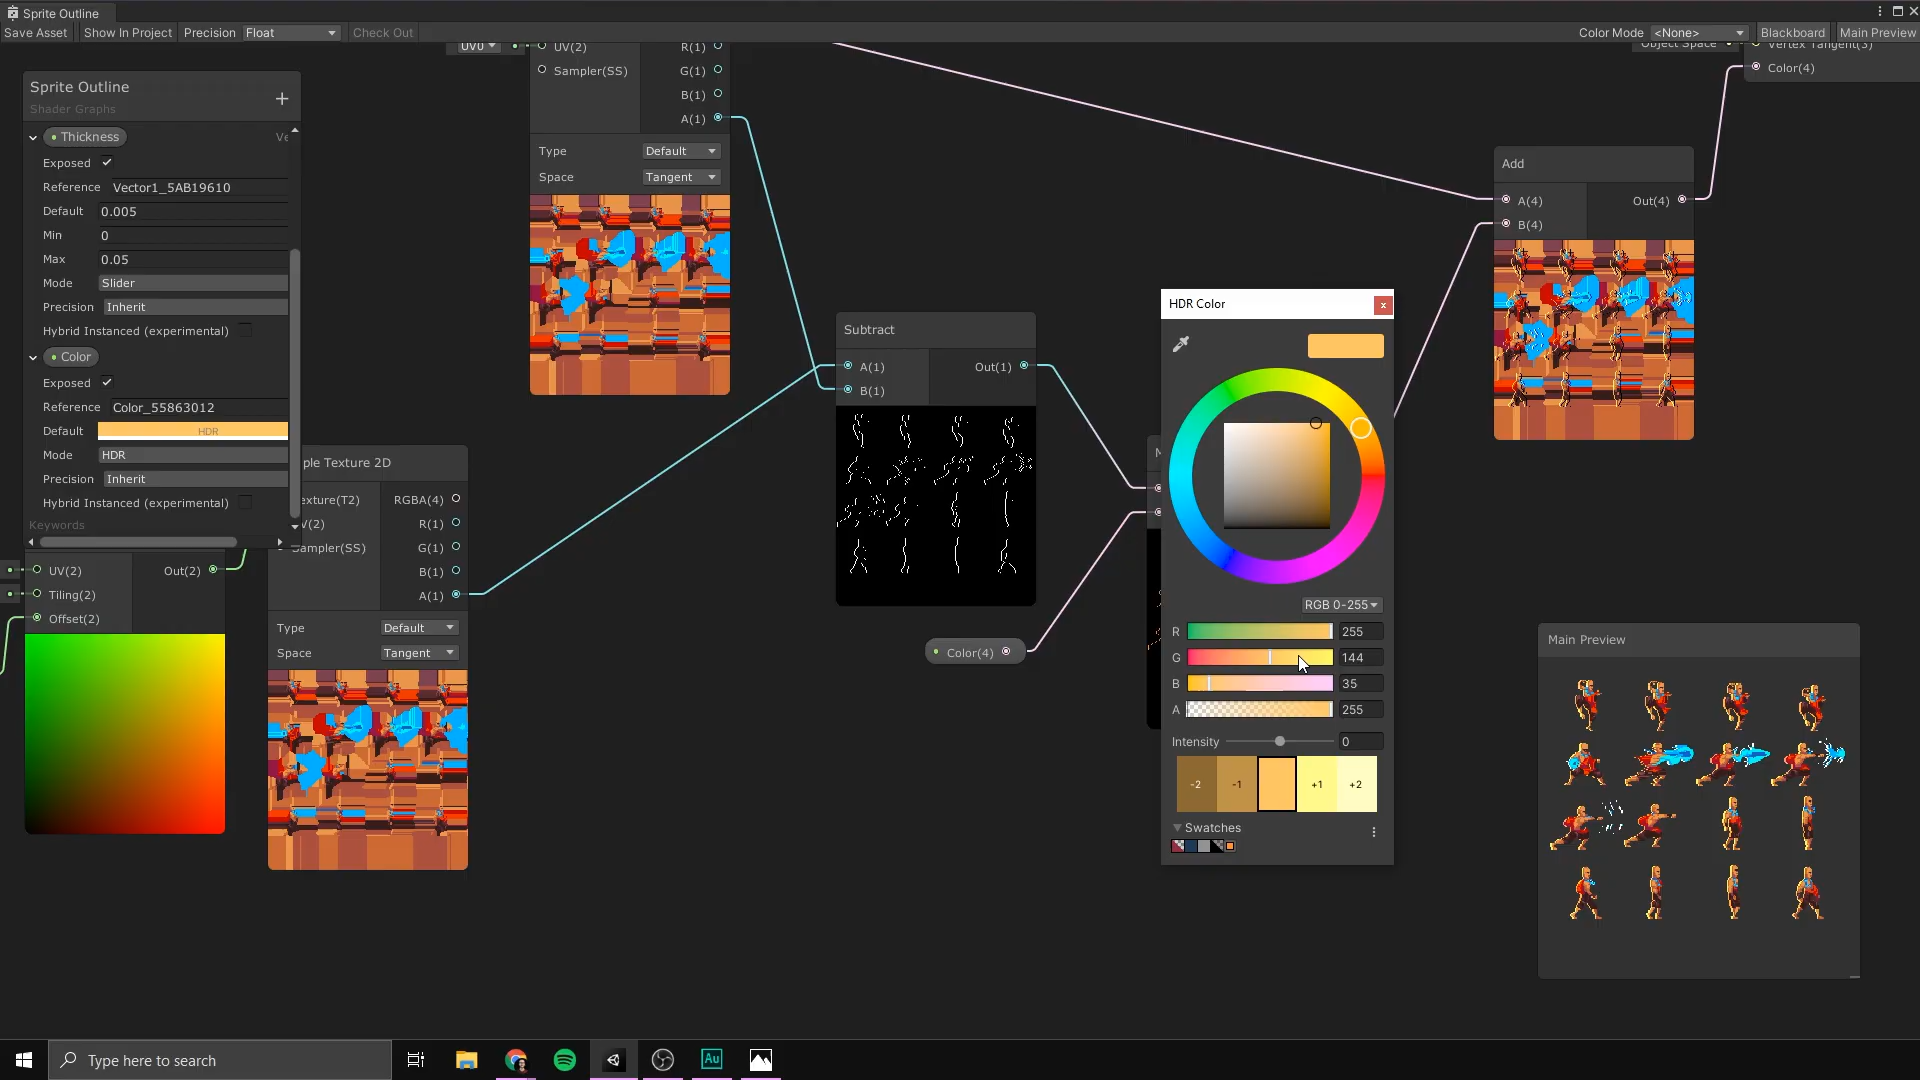 Sprite Outline
Save Asset
Show In Project
Precision
Float
Check Out
Color Mode
<None>
Blackboard
Main Preview
UV0
UV(2)
Sampler(SS)
R(1)
G(1)
B(1)
A(1)
Type
Default
Space
Tangent
Object Space
Vertex Tangent(3)
Color(4)
Sprite Outline
Shader Graphs
Thickness
Ve
Exposed
Reference
Vector1_5AB19610
Default
0.005
Min
0
Max
0.05
Mode
Slider
Precision
Inherit
Hybrid Instanced (experimental)
Color
Exposed
Reference
Color_55863012
Default
HDR
Mode
HDR
Precision
Inherit
Hybrid Instanced (experimental)
Keywords
UV(2)
Tiling(2)
Offset(2)
Out(2)
ple Texture 2D
exture(T2)
V(2)
Sampler(SS)
RGBA(4)
R(1)
G(1)
B(1)
A(1)
Type
Default
Space
Tangent
Subtract
A(1)
B(1)
Out(1)
Color(4)
Add
A(4)
B(4)
Out(4)
HDR Color
x
RGB 0-255
R
255
G
144
B
35
A
255
Intensity
0
-2
-1
+1
+2
Swatches
Main Preview
Type here to search
Au